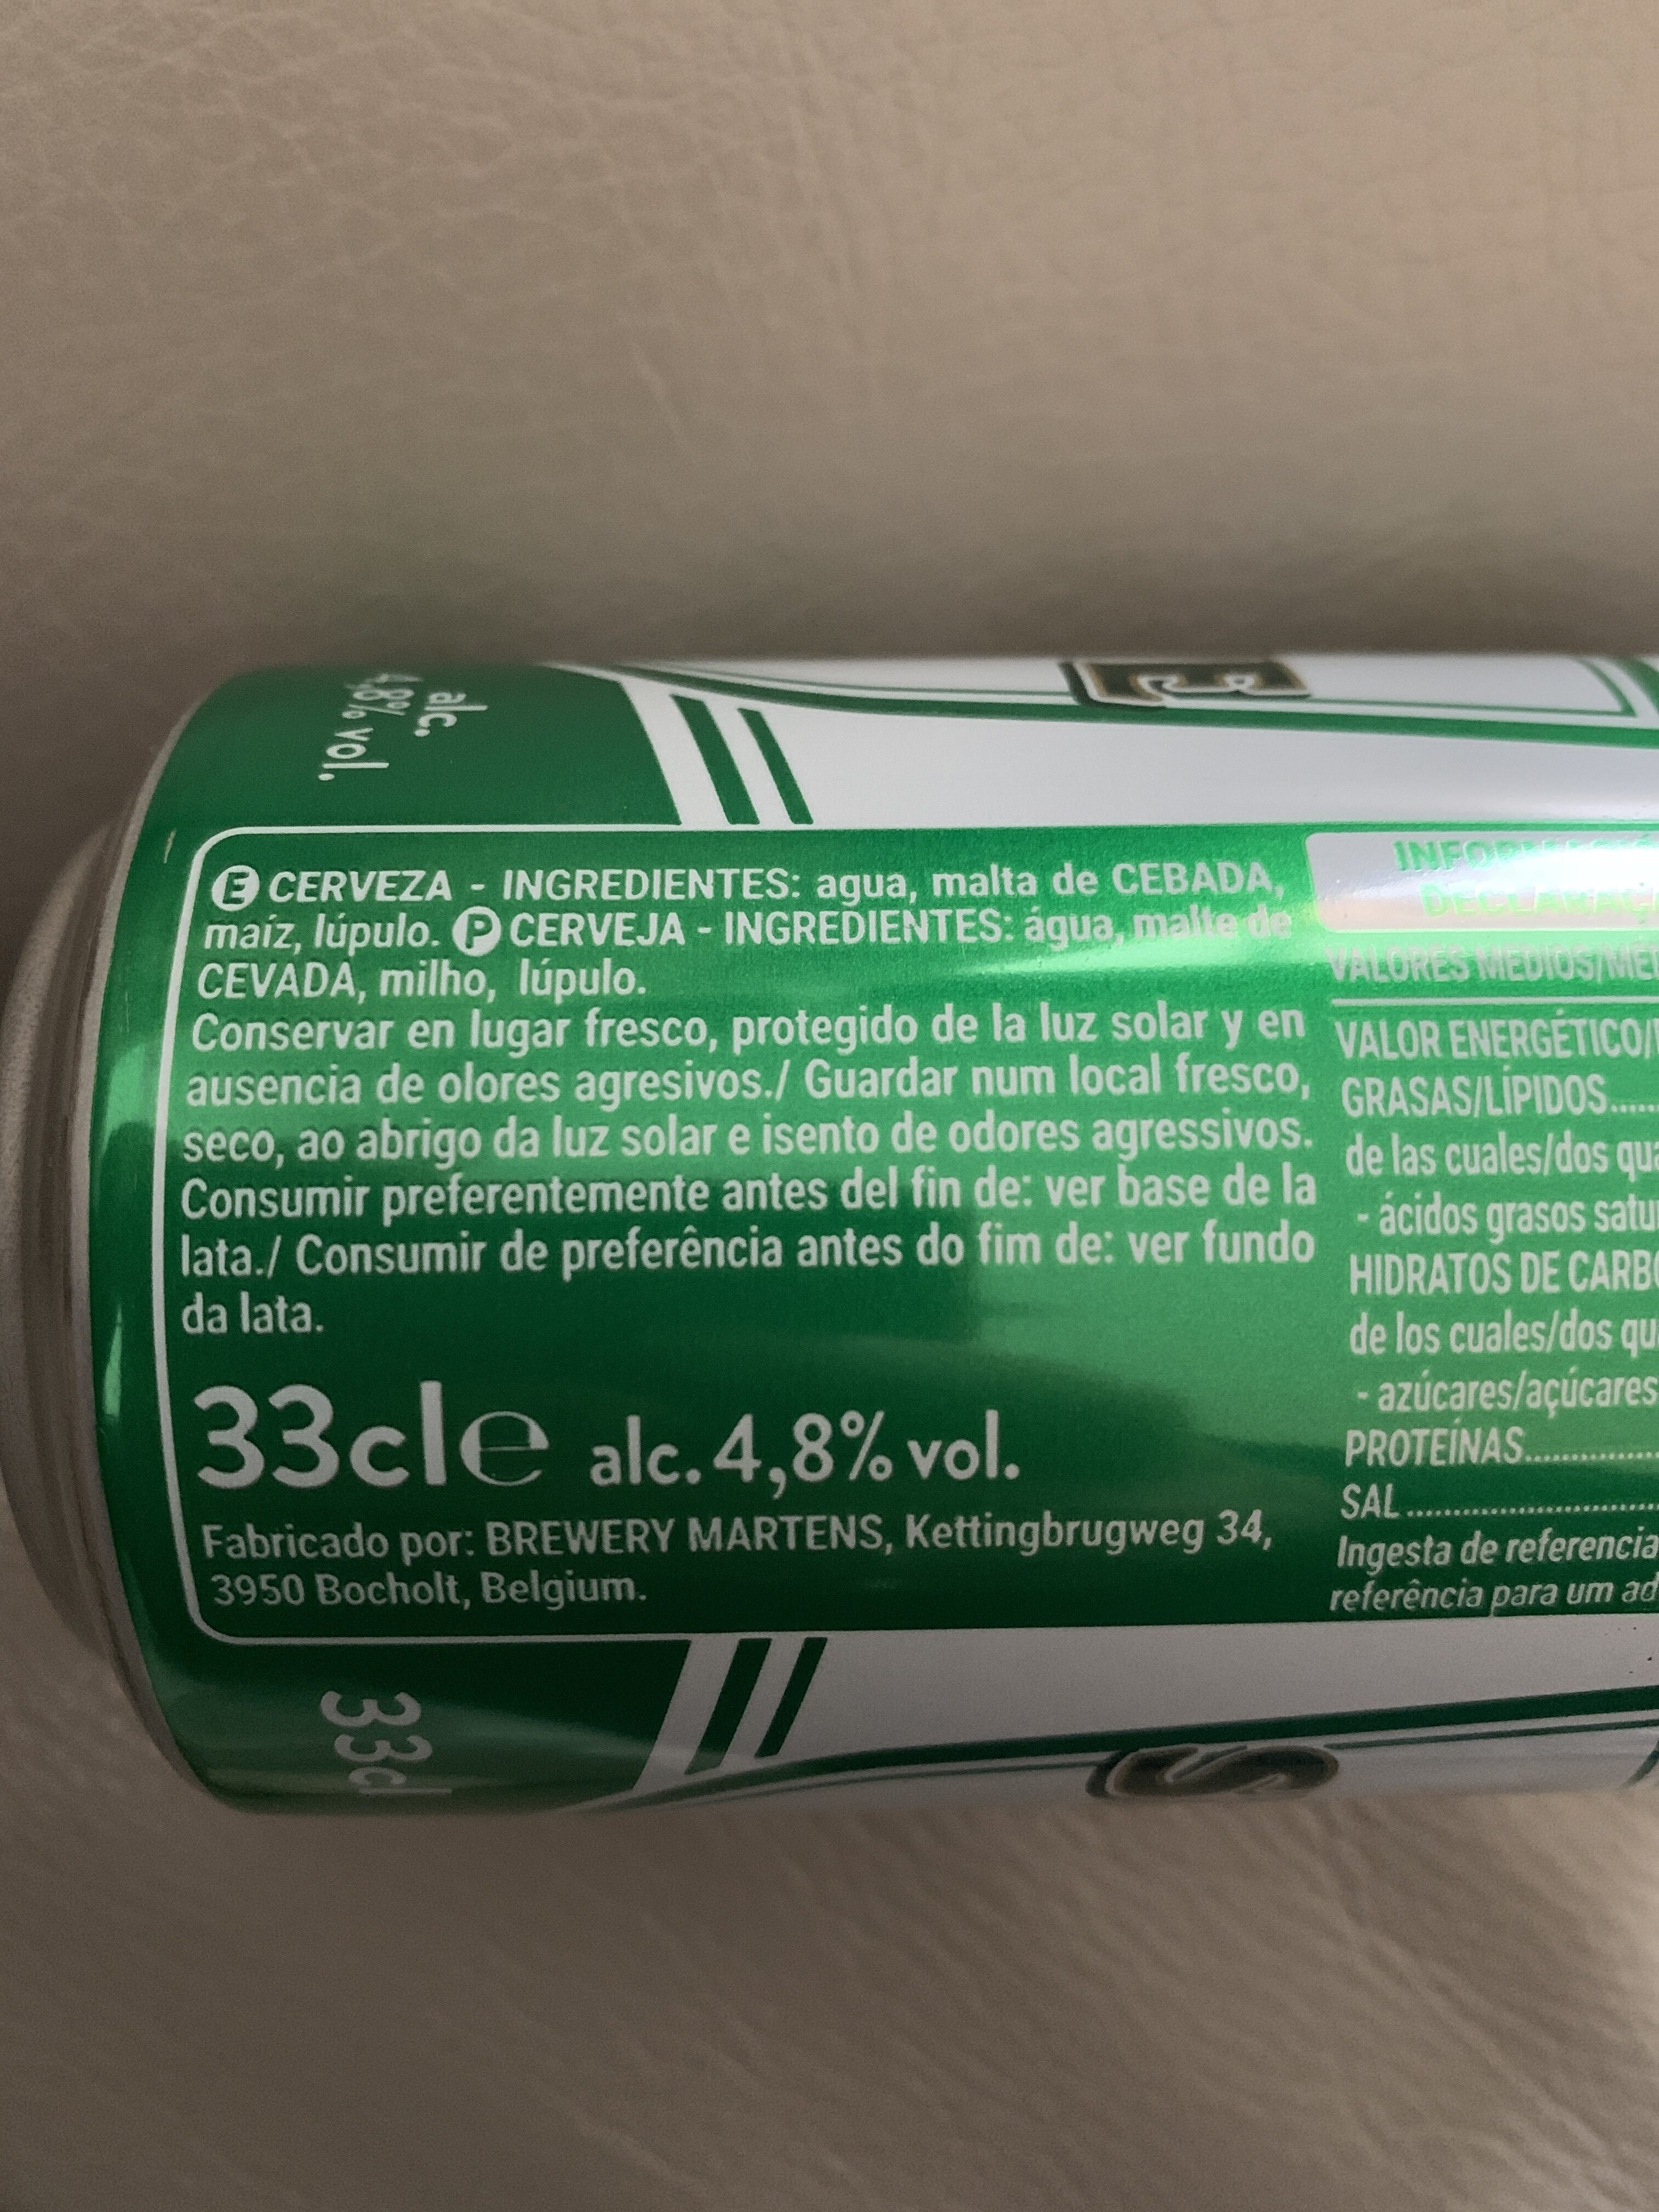 alc.
4,8% vol.
E CERVEZA - INGREDIENTES: agua, malta de CEBADA,
maíz, lúpulo. P CERVEJA - INGREDIENTES: água, malte de
CEVADA, milho, lúpulo.
Conservar en lugar fresco, protegido de la luz solar y en
ausencia de olores agresivos./ Guardar num local fresco,
seco, ao abrigo da luz solar e isento de odores agressivos.
Consumir preferentemente antes del fin de: ver base de la
lata./ Consumir de preferência antes do fim de: ver fundo
da lata.
33cl e alc. 4,8% vol.
Fabricado por: BREWERY MARTENS, Kettingbrugweg 34,
3950 Bocholt, Belgium.
33cl
VALORES MEDIOS/
VALOR ENERGÉTICO/
GRASAS/LÍPIDOS......
de las cuales/dos
- ácidos grasos
HIDRATOS DE
de los cuales/dos
- azúcares/açúcares
PROTEÍNAS..............
SAL..........................
Ingesta de referencia
referência para um
E
S